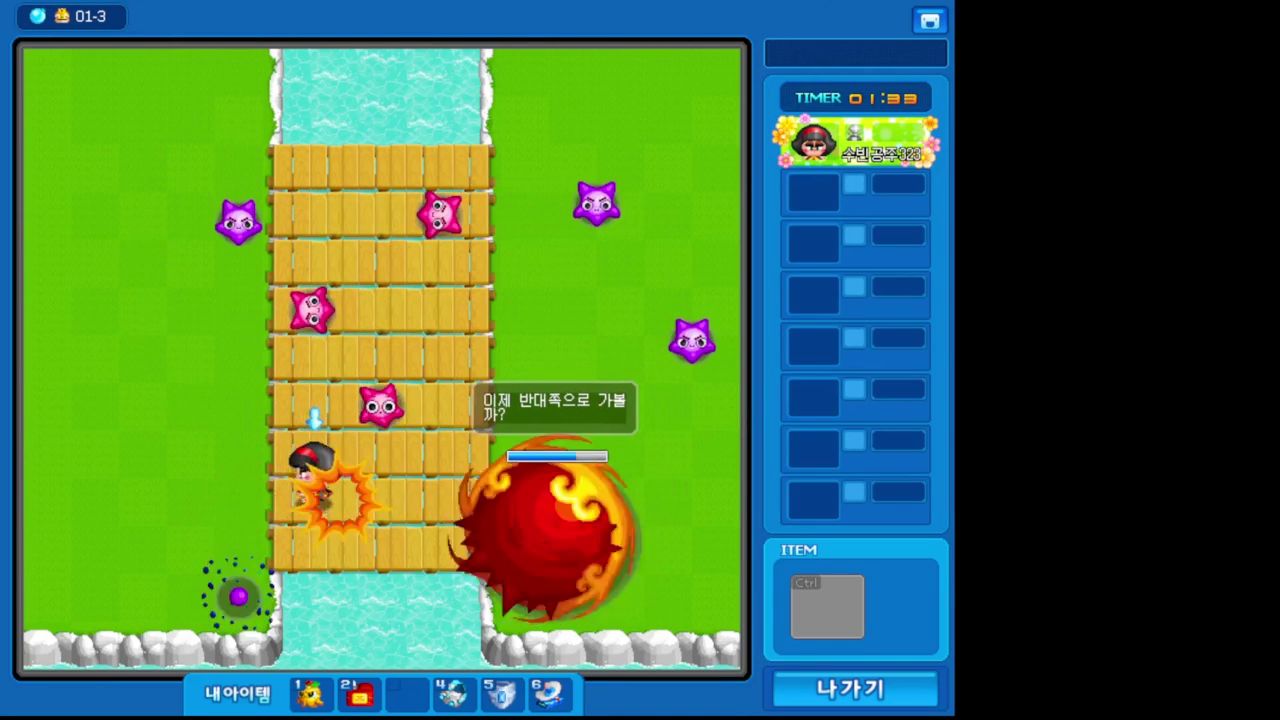 01-3
TIMER 01:33
수빈공주323
이제 반대쪽으로 가볼
까?
ITEM
Ctrl
내아이템
1
2
4
5
6
나가기